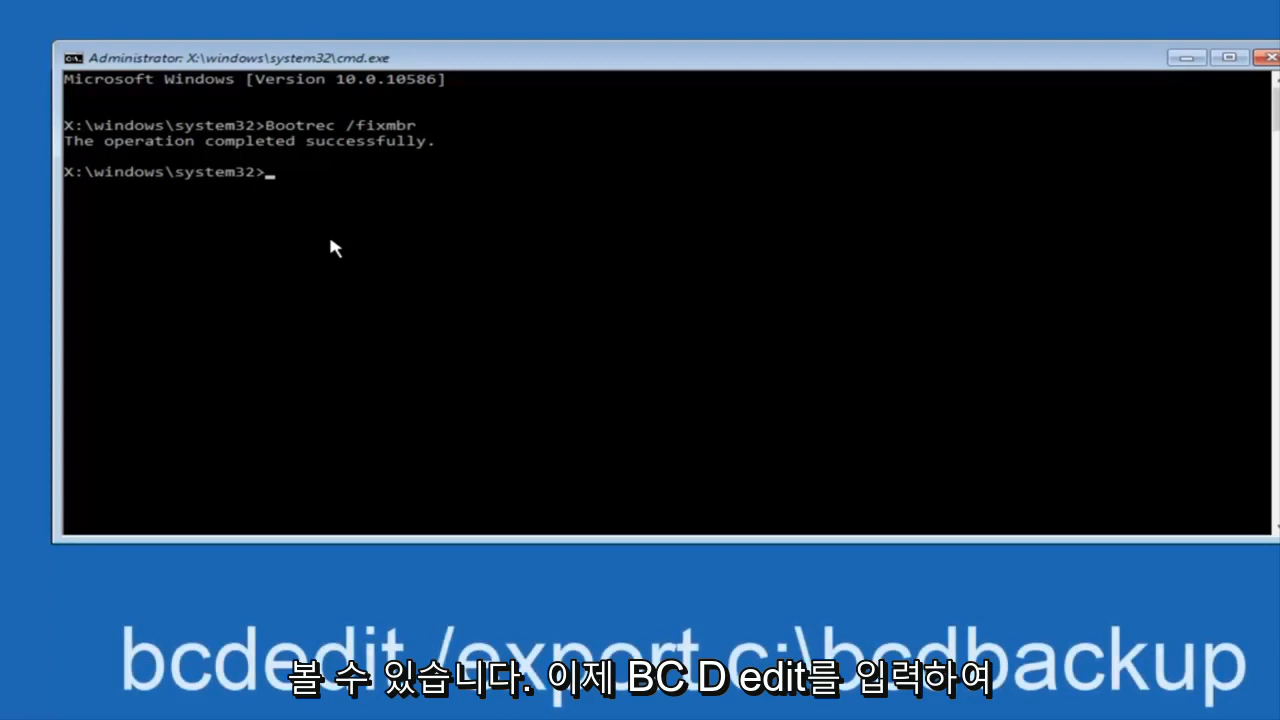 Administrator: X:\windows\system32\cmd.exe
Microsoft Windows [Version 10.0.10586]
X:\windows\system32>Bootrec /fixmbr
The operation completed successfully.
X:\windows\system32>_
bcdedit /export c:\bcdbackup
볼 수 있습니다. 이제 BC D edit를 입력하여